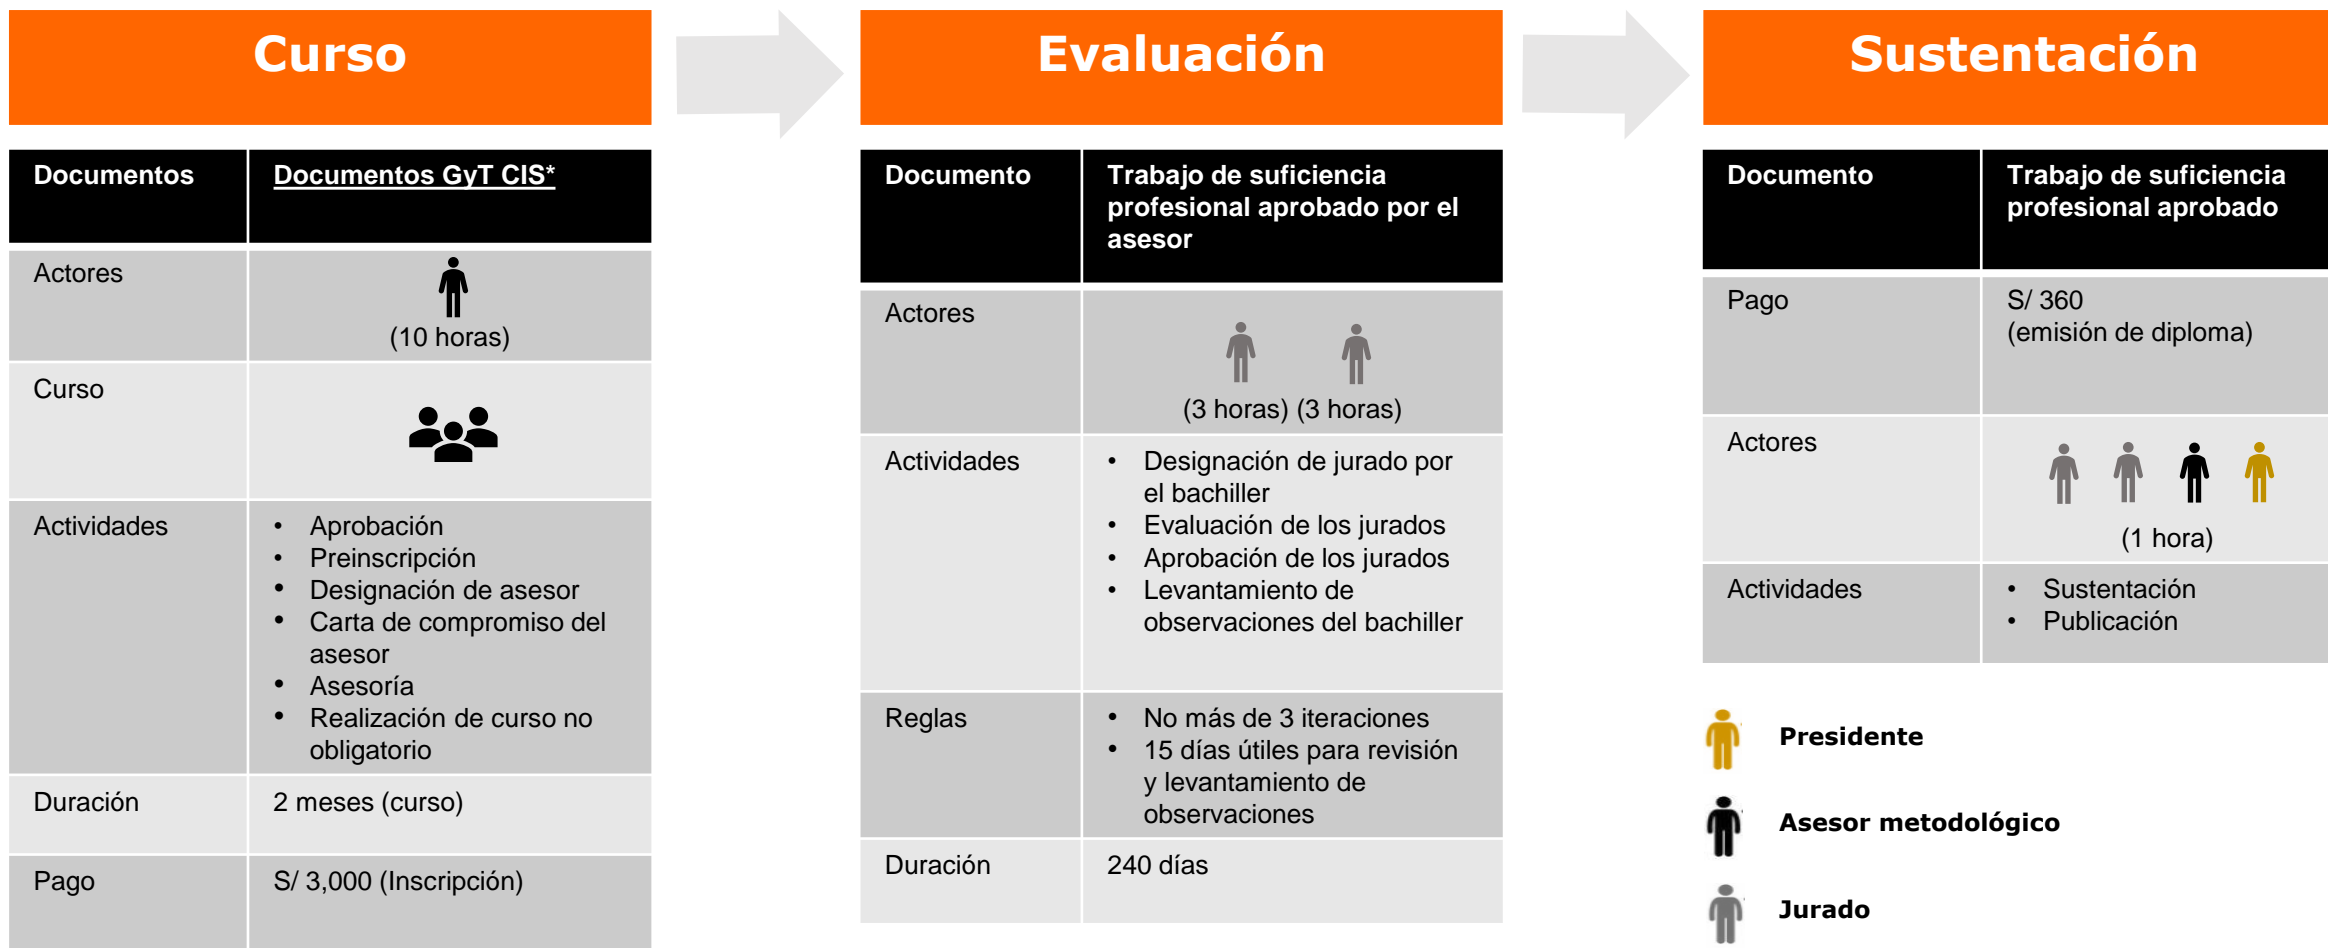 Curso
Documentos
Documentos GyT CIS*
Actores
(10 horas)
Curso
Actividades
• Aprobación
• Preinscripción
• Designación de asesor
• Carta de compromiso del
asesor
• Asesoría
• Realización de curso no
obligatorio
Duración
2 meses (curso)
Pago
S/ 3,000 (Inscripción)
Evaluación
Documento
Trabajo de suficiencia
profesional aprobado por el
asesor
Actores
(3 horas) (3 horas)
Actividades
• Designación de jurado por
el bachiller
• Evaluación de los jurados
• Aprobación de los jurados
• Levantamiento de
observaciones del bachiller
Reglas
• No más de 3 iteraciones
• 15 días útiles para revisión
y levantamiento de
observaciones
Duración
240 días
Sustentación
Documento
Trabajo de suficiencia
profesional aprobado
Pago
S/ 360
(emisión de diploma)
Actores
(1 hora)
Actividades
• Sustentación
• Publicación
Presidente
Asesor metodológico
Jurado